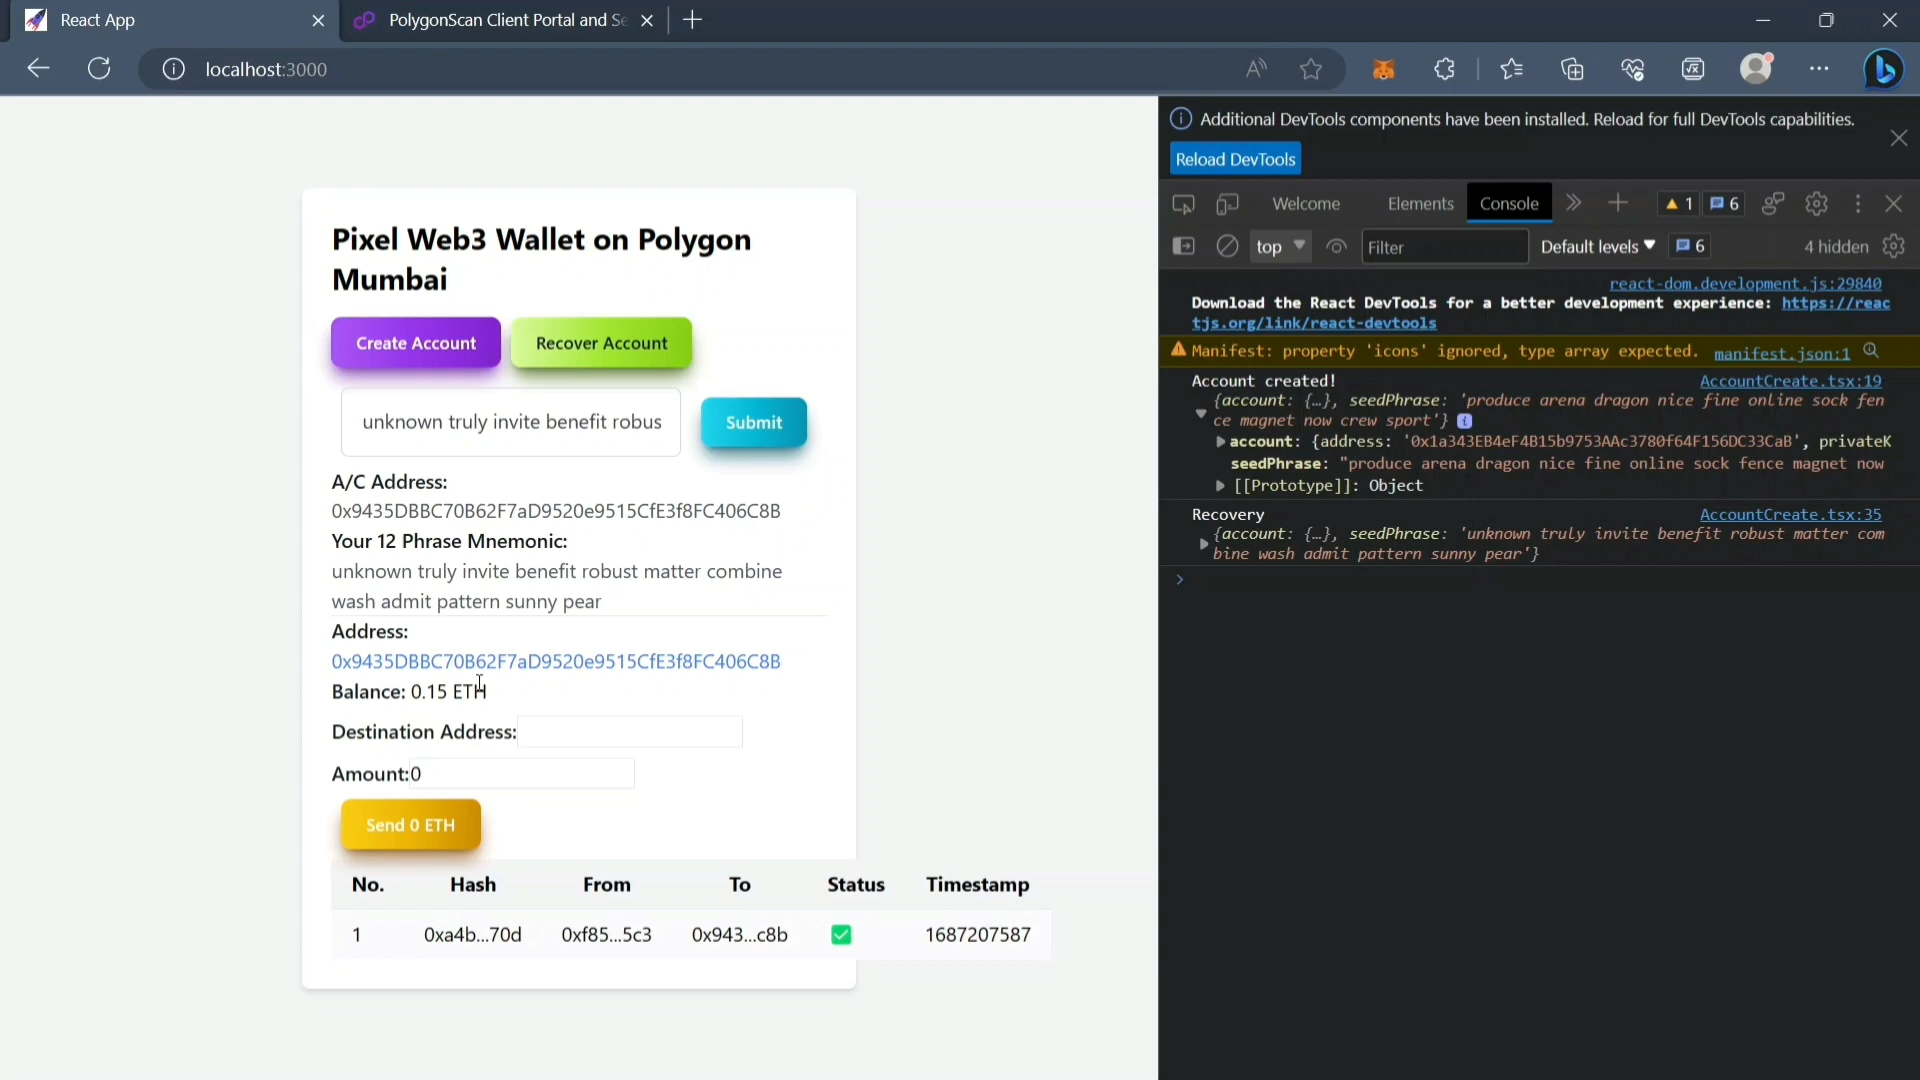 React App
PolygonScan Client Portal and Se
localhost:3000
Pixel Web3 Wallet on Polygon
Mumbai
Create Account
Recover Account
unknown truly invite benefit robus
Submit
A/C Address:
0x9435DBBC70B62F7aD9520e9515CfE3f8FC406C8B
Your 12 Phrase Mnemonic:
unknown truly invite benefit robust matter combine
wash admit pattern sunny pear
Address:
0x9435DBBC70B62F7aD9520e9515CfE3f8FC406C8B
Balance: 0.15 ETH
Destination Address:
Amount:0
Send 0 ETH
No. Hash From To Status Timestamp
1 0xa4b...70d 0xf85...5c3 0x943...c8b 1687207587
Additional DevTools components have been installed. Reload for full DevTools capabilities.
Reload DevTools
Welcome Elements Console 1 6
top Filter Default levels 6 4 hidden
react-dom.development.js:29840
Download the React DevTools for a better development experience: https://reac
tjs.org/link/react-devtools
Manifest: property 'icons' ignored, type array expected. manifest.json:1
Account created! AccountCreate.tsx:19
{account: {…}, seedPhrase: 'produce arena dragon nice fine online sock fen
ce magnet now crew sport'}
account: {address: '0x1a343EB4eF4B15b9753AAc3780f64F156DC33CaB', privateK
seedPhrase: "produce arena dragon nice fine online sock fence magnet now
[[Prototype]]: Object
Recovery AccountCreate.tsx:35
{account: {…}, seedPhrase: 'unknown truly invite benefit robust matter com
bine wash admit pattern sunny pear'}